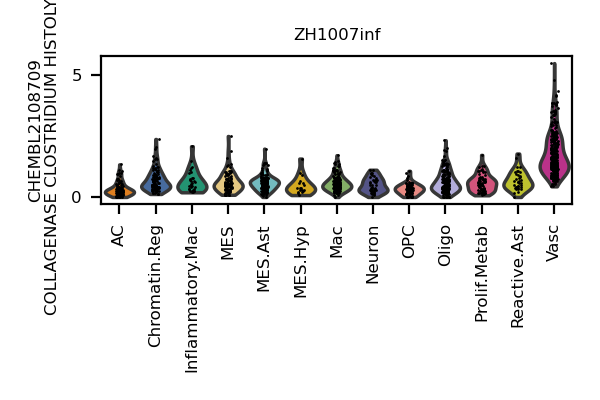 ZH1007inf
CHEMBL2108709
COLLAGENASE CLOSTRIDIUM HISTOLY
5
0
AC
Chromatin.Reg
Inflammatory.Mac
MES
MES.Ast
MES.Hyp
Mac
Neuron
OPC
Oligo
Prolif.Metab
Reactive.Ast
Vasc